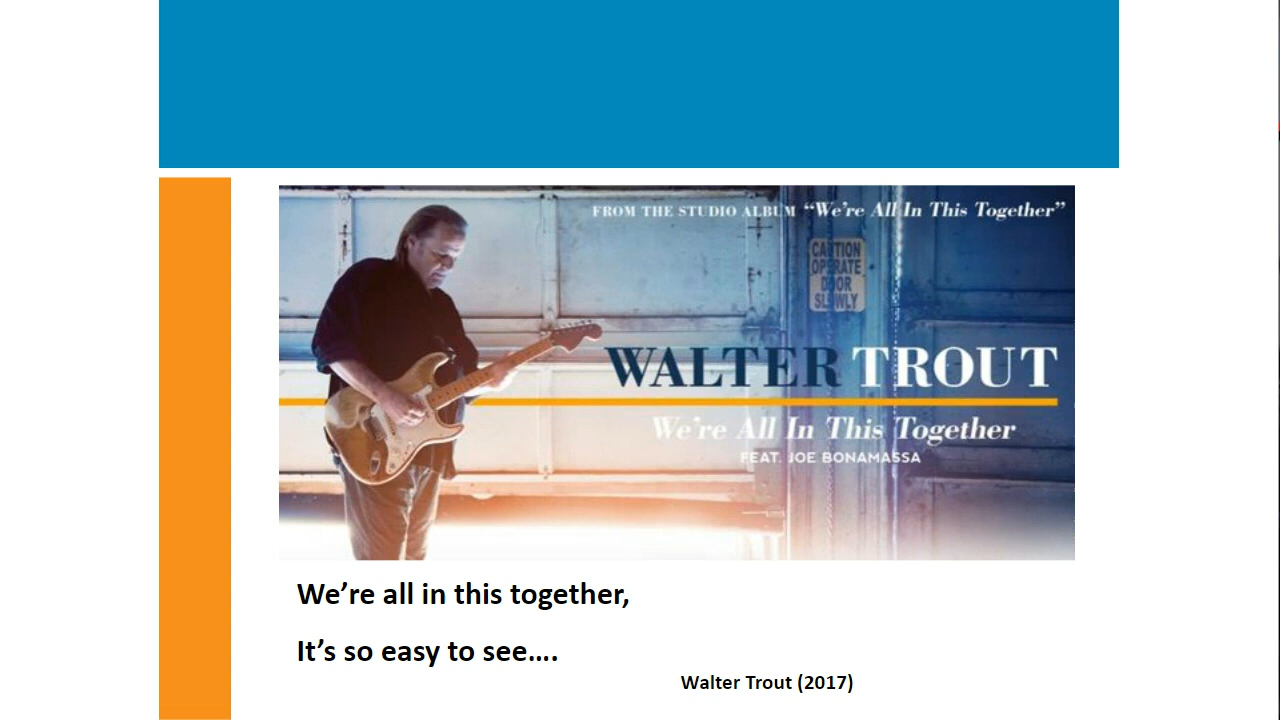 FROM THE STUDIO ALBUM “We’re All In This Together”
CAUTION
OPERATE
DOOR
SLOWLY
WALTER TROUT
We’re All In This Together
FEAT. JOE BONAMASSA
We’re all in this together,
It’s so easy to see....
Walter Trout (2017)